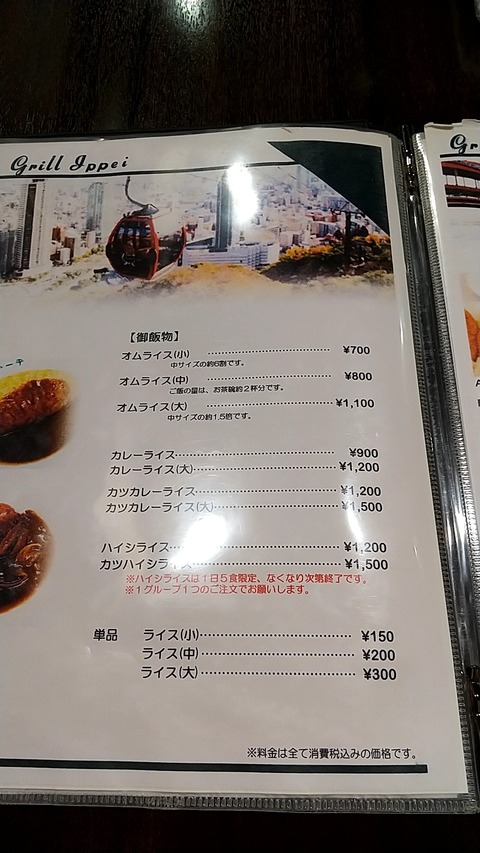 Grill Ippei
Gr
【御飯物】
オムライス(小) ………………………… ¥700
中サイズの約6割です。
オムライス(中) ………………………… ¥800
ご飯の量は、お茶碗約2杯分です。
オムライス(大) ………………………… ¥1,100
中サイズの約1.5倍です。
カレーライス………………………… ¥900
カレーライス(大)………………………… ¥1,200
カツカレーライス………………………… ¥1,200
カツカレーライス(大)………………………… ¥1,500
ハイシライス………………………… ¥1,200
カツハイシライス………………………… ¥1,500
※ハイシライスは1日5食限定、なくなり次第終了です。
※1グループ1つのご注文でお願いします。
単品 ライス(小)………………………… ¥150
ライス(中)………………………… ¥200
ライス(大)………………………… ¥300
※料金は全て消費税込みの価格です。